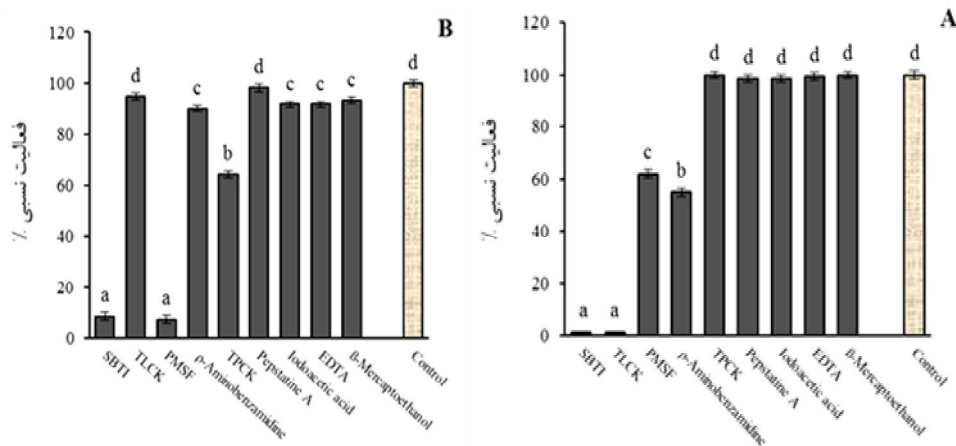 B
فعالیت نسبی %
120
100
80
60
40
20
0
a
d
a
c
b
d
c
c
c
d
SBTI
TLCK
PMSF
ρ-Aminobenzamidine
TPCK
Pepstatine A
Iodoacetic acid
EDTA
ß-Mercaptoethanol
Control
A
فعالیت نسبی %
120
100
80
60
40
20
0
a
a
c
b
d
d
d
d
d
d
SBTI
TLCK
PMSF
ρ-Aminobenzamidine
TPCK
Pepstatine A
Iodoacetic acid
EDTA
ß-Mercaptoethanol
Control